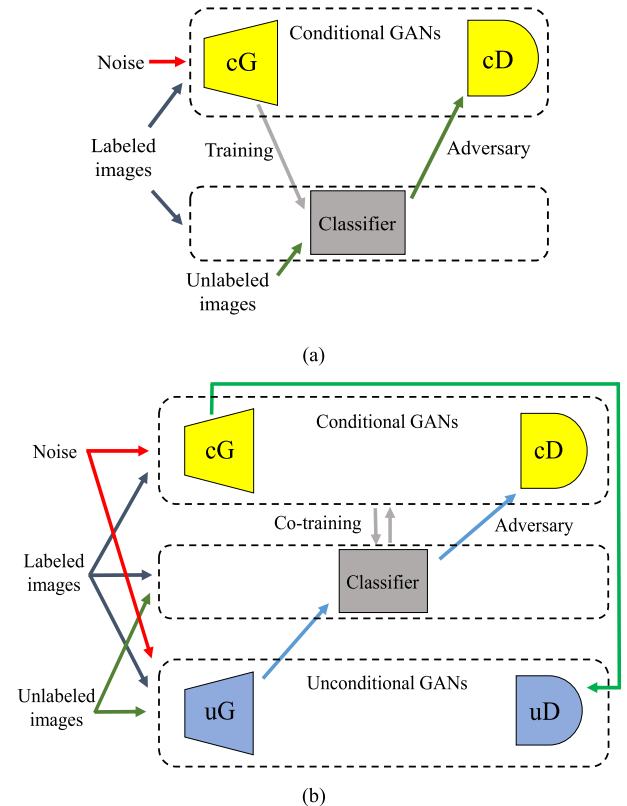 Conditional GANs
Noise
cG
cD
Labeled
images
Training
Adversary
Classifier
Unlabeled
images
(a)
Conditional GANs
Noise
cG
cD
Co-training
Adversary
Labeled
images
Classifier
Unconditional GANs
Unlabeled
images
uG
uD
(b)